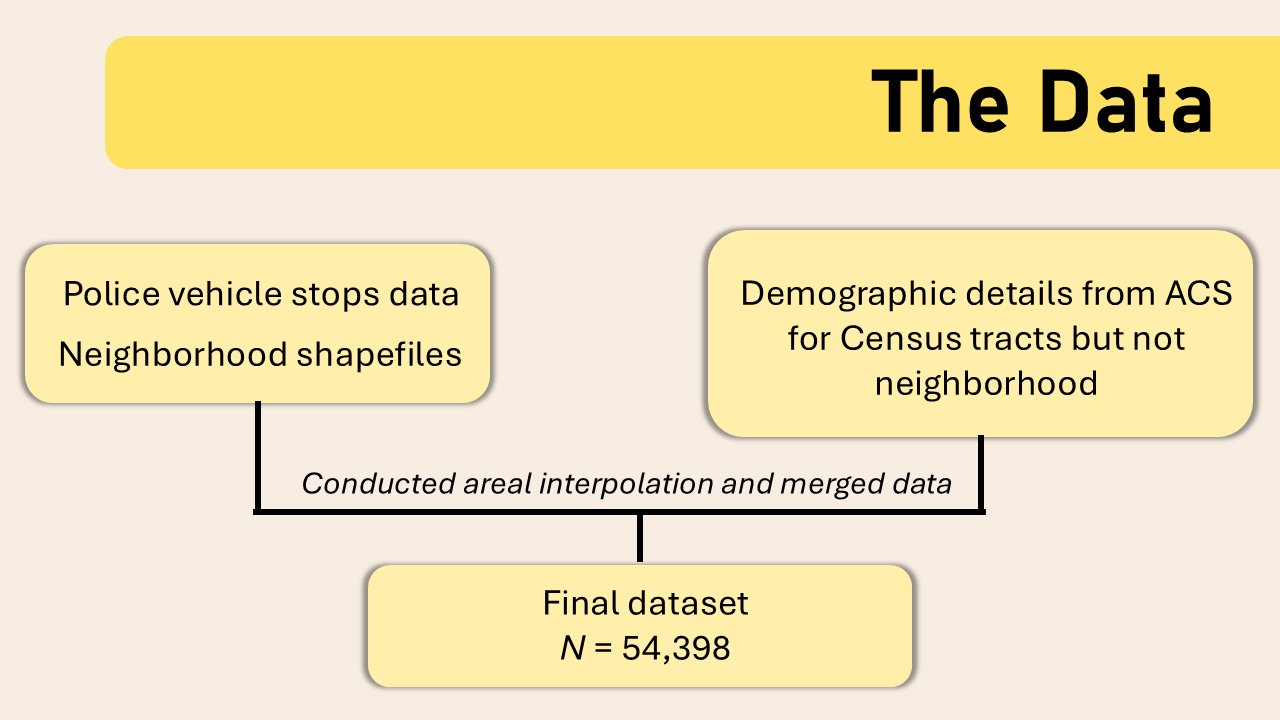 The Data
Police vehicle stops data
Neighborhood shapefiles
Demographic details from ACS
for Census tracts but not
neighborhood
Conducted areal interpolation and merged data
Final dataset
N = 54,398